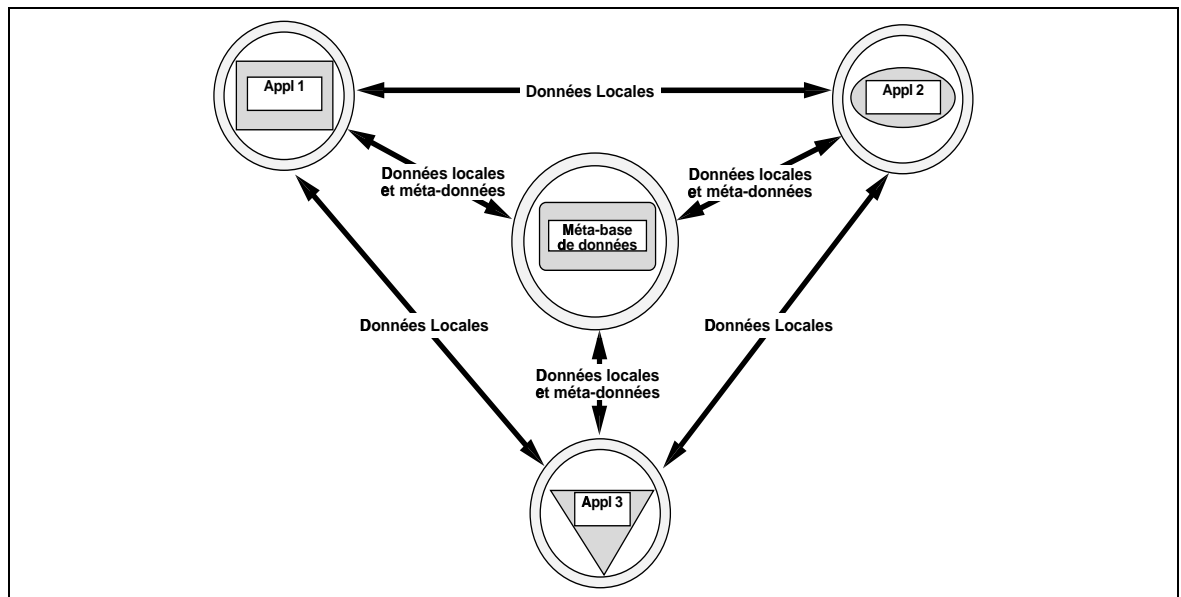 Appl 1
Appl 2
Données Locales
Données locales
et méta-données
Données locales
et méta-données
Méta-base
de données
Données Locales
Données Locales
Données locales
et méta-données
Appl 3